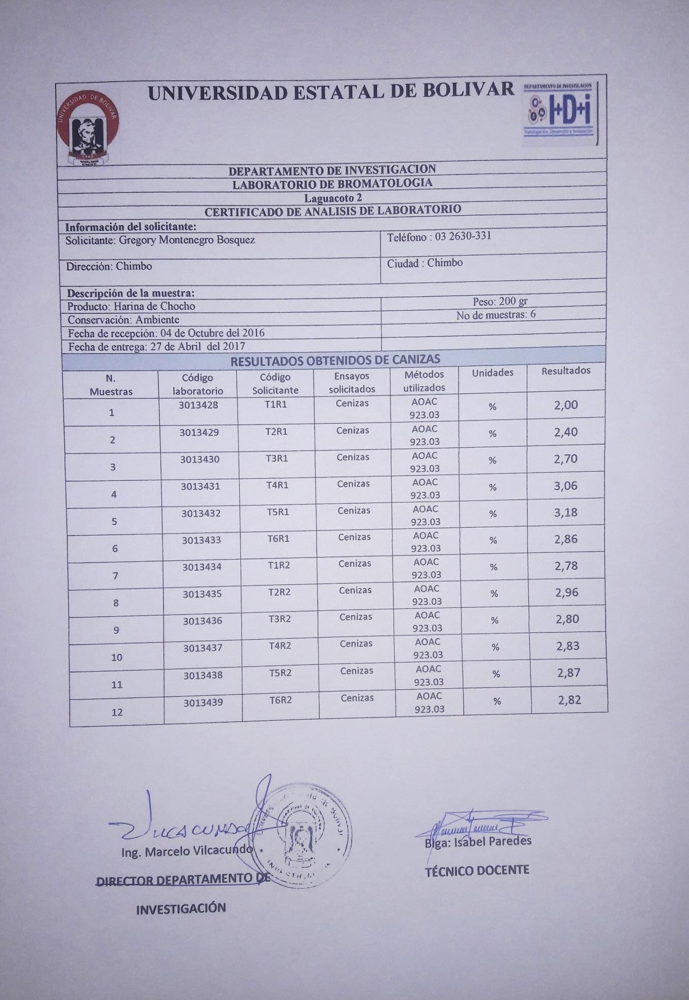 UNIVERSIDAD ESTATAL DE BOLIVAR
UNIVERSIDAD DE BOLIVAR
DEPARTAMENTO DE INVESTIGACIÓN
I+D+i
Investigación, Desarrollo e Innovación
DEPARTAMENTO DE INVESTIGACION
LABORATORIO DE BROMATOLOGIA
Laguacoto 2
CERTIFICADO DE ANALISIS DE LABORATORIO
Información del solicitante:
Solicitante: Gregory Montenegro Bosquez Teléfono : 03 2630-331
Dirección: Chimbo Ciudad : Chimbo
Descripción de la muestra:
Producto: Harina de Chocho Peso: 200 gr
Conservación: Ambiente No de muestras: 6
Fecha de recepción: 04 de Octubre del 2016
Fecha de entrega: 27 de Abril del 2017
RESULTADOS OBTENIDOS DE CANIZAS
N. Muestras Código laboratorio Código Solicitante Ensayos solicitados Métodos utilizados Unidades Resultados
1 3013428 T1R1 Cenizas AOAC 923.03 % 2,00
2 3013429 T2R1 Cenizas AOAC 923.03 % 2,40
3 3013430 T3R1 Cenizas AOAC 923.03 % 2,70
4 3013431 T4R1 Cenizas AOAC 923.03 % 3,06
5 3013432 T5R1 Cenizas AOAC 923.03 % 3,18
6 3013433 T6R1 Cenizas AOAC 923.03 % 2,86
7 3013434 T1R2 Cenizas AOAC 923.03 % 2,78
8 3013435 T2R2 Cenizas AOAC 923.03 % 2,96
9 3013436 T3R2 Cenizas AOAC 923.03 % 2,80
10 3013437 T4R2 Cenizas AOAC 923.03 % 2,83
11 3013438 T5R2 Cenizas AOAC 923.03 % 2,87
12 3013439 T6R2 Cenizas AOAC 923.03 % 2,82
Ing. Marcelo Vilcacundo Blga: Isabel Paredes
DIRECTOR DEPARTAMENTO DE TÉCNICO DOCENTE
INVESTIGACIÓN